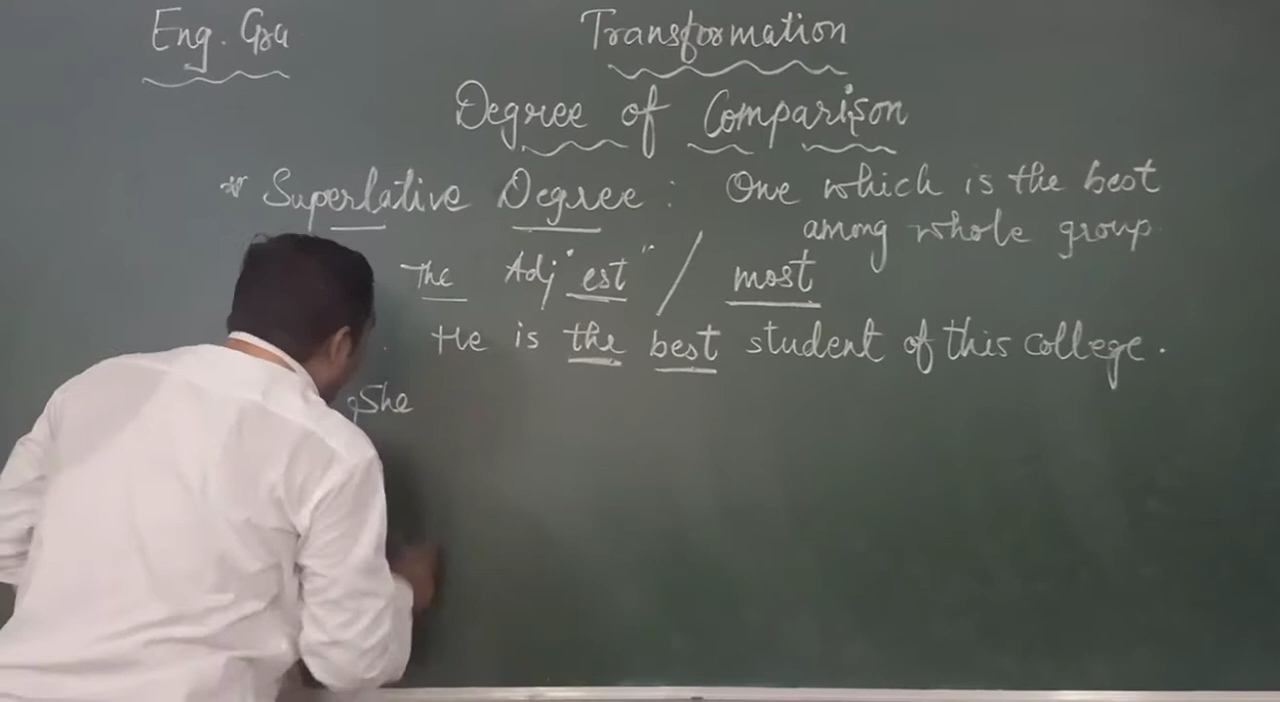 Eng. Gra
Transformation
Degree of Comparison
* Superlative Degree : One which is the best
among whole group
The Adj "est" / most
He is the best student of this college.
She